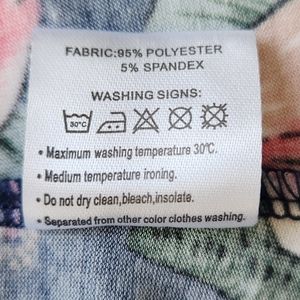 FABRIC:95% POLYESTER
5% SPANDEX
WASHING SIGNS:
30°C
• Maximum washing temperature 30℃.
• Medium temperature ironing.
• Do not dry clean,bleach,insolate.
• Separated from other color clothes washing.